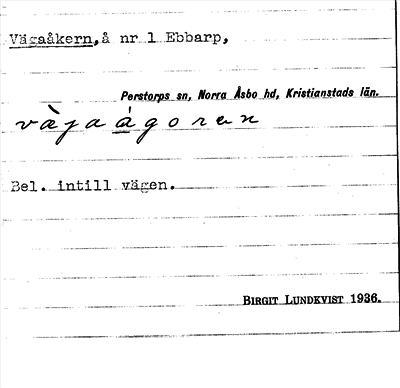 Vägaåkern,å nr 1 Ebbarp,
Perstorps sn, Norra Åsbo hd, Kristianstads län.
vàjaágoren
Bel. intill vägen.
BIRGIT LUNDKVIST 1936.